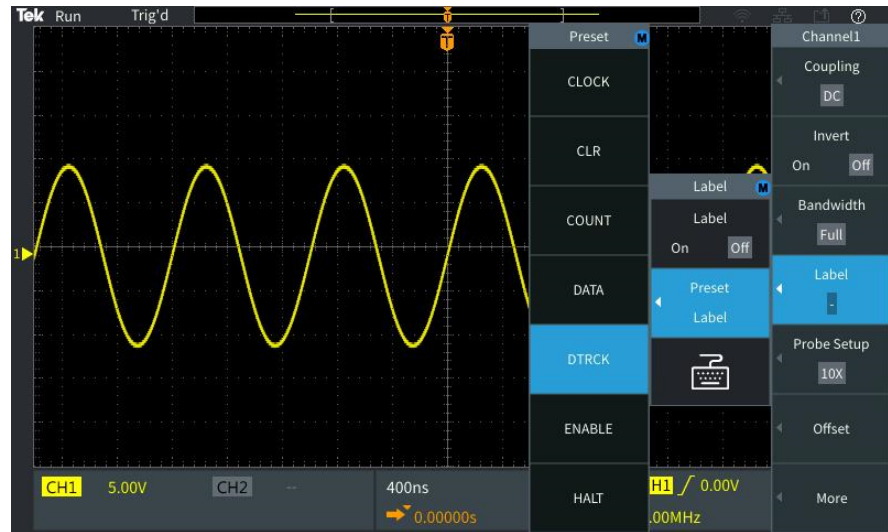 Tek Run Trig'd
T
T
Preset M
CLOCK
CLR
COUNT
DATA
DTRCK
ENABLE
HALT
Label M
Label
On Off
Preset
Label
Channel1
Coupling
DC
Invert
On Off
Bandwidth
Full
Label
-
Probe Setup
10X
Offset
More
1
CH1 5.00V CH2 -- 400ns H1 0.00V
0.00000s .00MHz